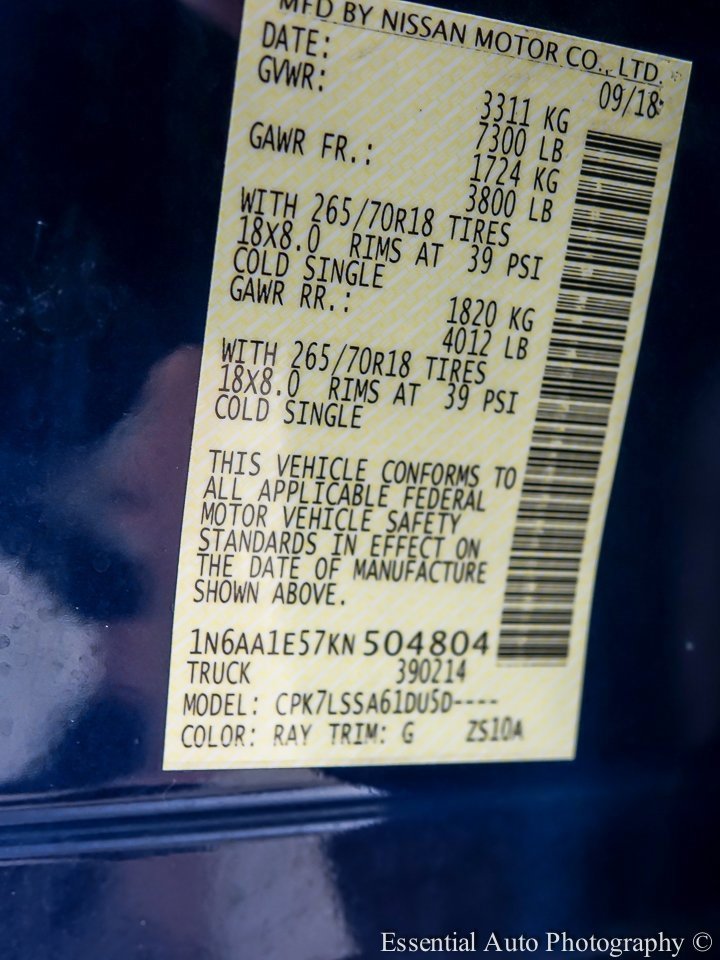 MFD BY NISSAN MOTOR CO., LTD.
DATE: 09/18
GVWR: 3311 KG
7300 LB
GAWR FR.: 1724 KG
3800 LB
WITH 265/70R18 TIRES
18X8.0 RIMS AT 39 PSI
COLD SINGLE
GAWR RR.: 1820 KG
4012 LB
WITH 265/70R18 TIRES
18X8.0 RIMS AT 39 PSI
COLD SINGLE
THIS VEHICLE CONFORMS TO
ALL APPLICABLE FEDERAL
MOTOR VEHICLE SAFETY
STANDARDS IN EFFECT ON
THE DATE OF MANUFACTURE
SHOWN ABOVE.
1N6AA1E57KN504804
TRUCK 390214
MODEL: CPK7LSSA61DU5D----
COLOR: RAY TRIM: G ZS10A
Essential Auto Photography ©